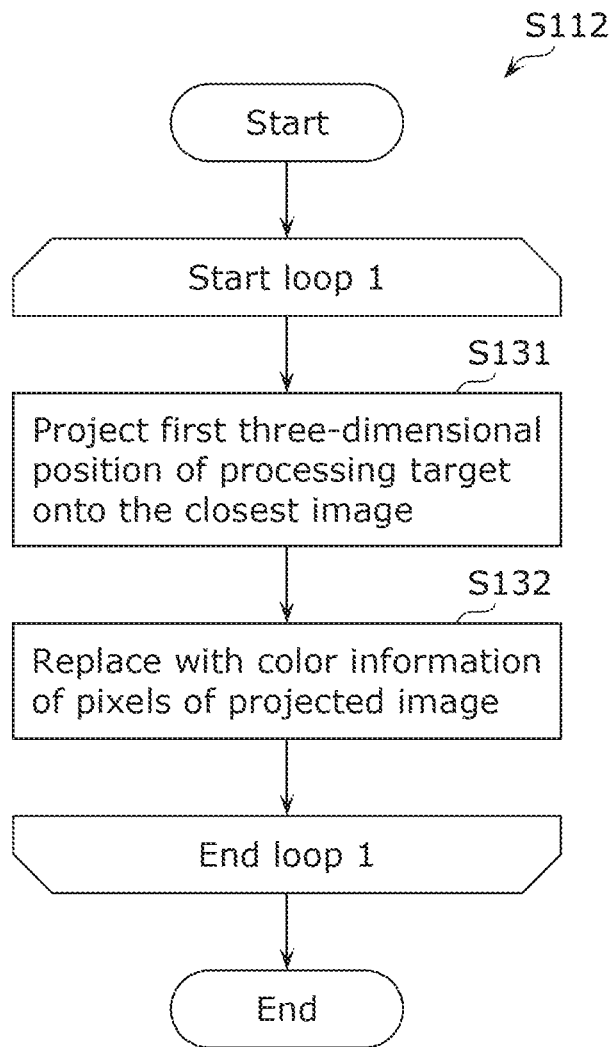 S112
Start
Start loop 1
S131
Project first three-dimensional
position of processing target
onto the closest image
S132
Replace with color information
of pixels of projected image
End loop 1
End